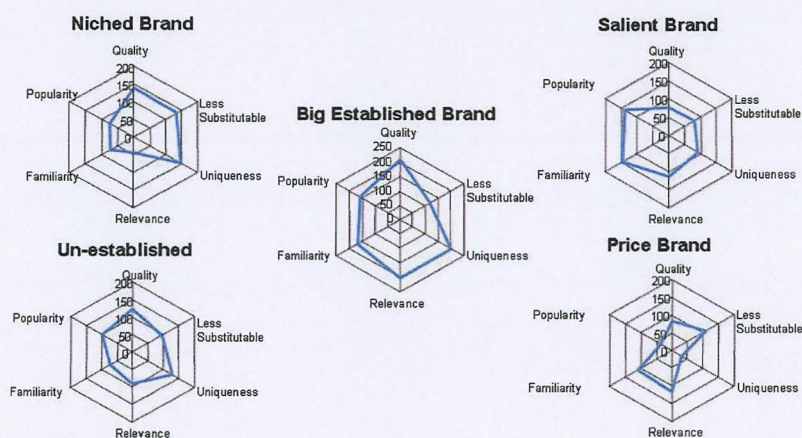 Niched Brand
Quality
200
150
100
50
0
Popularity
Less
Substitutable
Familiarity
Uniqueness
Relevance
Salient Brand
Quality
200
150
100
50
0
Popularity
Less
Substitutable
Familiarity
Uniqueness
Relevance
Big Established Brand
Quality
250
200
150
100
50
0
Popularity
Less
Substitutable
Familiarity
Uniqueness
Relevance
Un-established
Quality
200
150
100
50
0
Popularity
Less
Substitutable
Familiarity
Uniqueness
Relevance
Price Brand
Quality
200
150
100
50
0
Popularity
Less
Substitutable
Familiarity
Uniqueness
Relevance